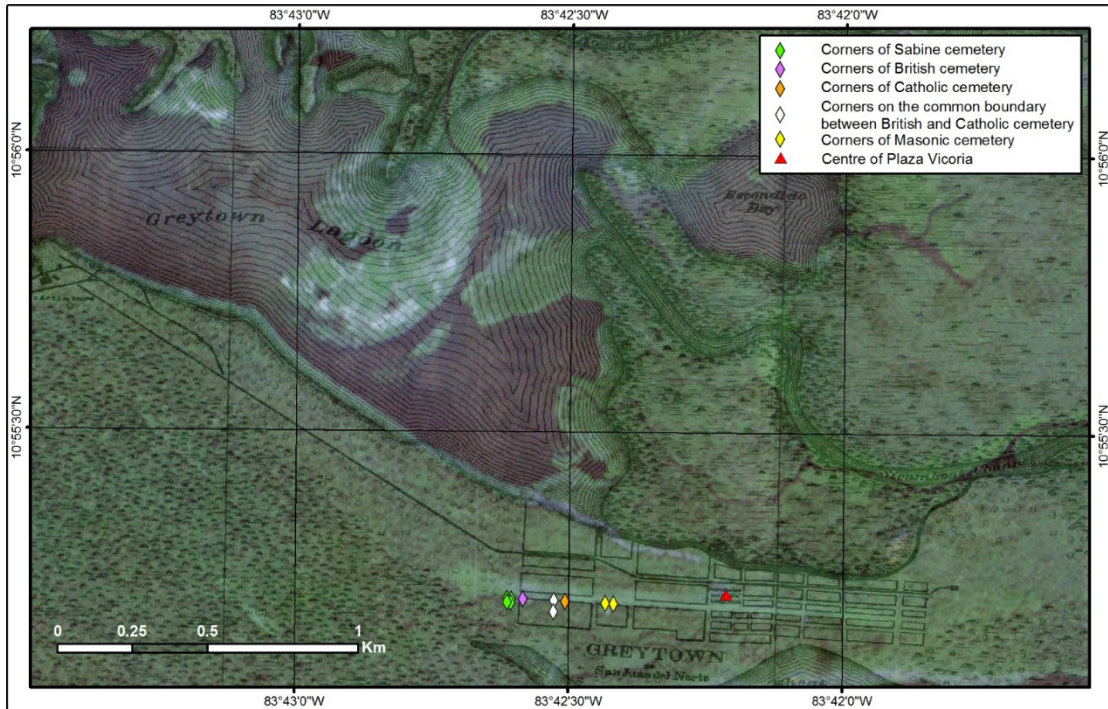 83°43'0"W 83°42'30"W 83°42'0"W
Corners of Sabine cemetery
Corners of British cemetery
Corners of Catholic cemetery
Corners on the common boundary
between British and Catholic cemetery
Corners of Masonic cemetery
Centre of Plaza Vicoria
10°56'0"N 10°56'0"N
Escondido
Bay
Greytown Lagoon
10°55'30"N 10°55'30"N
0 0.25 0.5 1
Km
GREYTOWN
San Juan del Norte
83°43'0"W 83°42'30"W 83°42'0"W